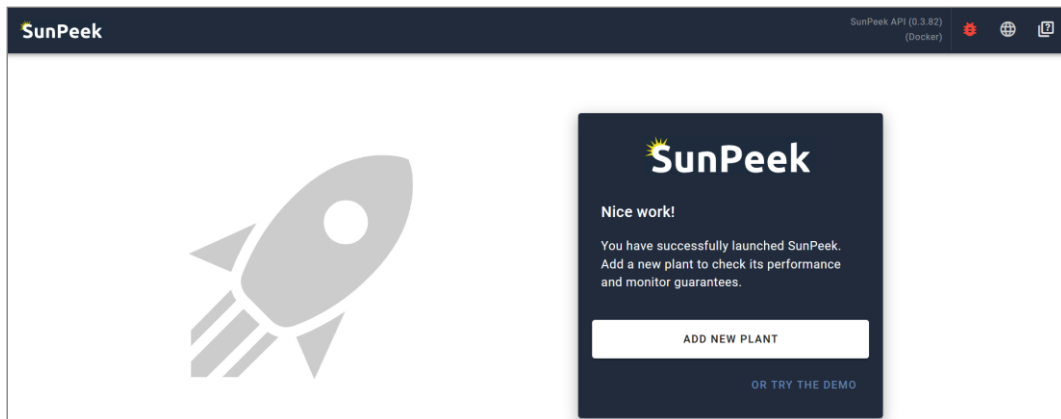 SunPeek
SunPeek API (0.3.82)
(Docker)
SunPeek
Nice work!
You have successfully launched SunPeek.
Add a new plant to check its performance
and monitor guarantees.
ADD NEW PLANT
OR TRY THE DEMO